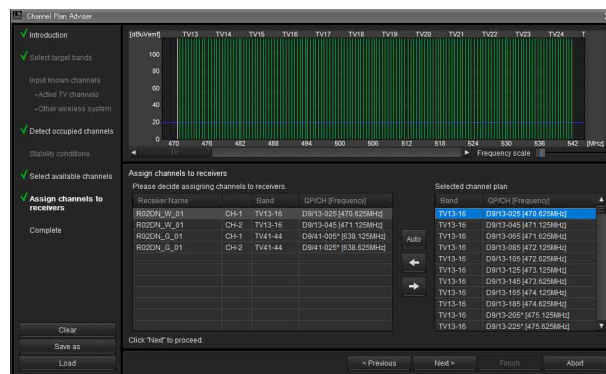 Channel Plan Adviser
Introduction
Select target bands
Input known channels
-Active TV channels
-Other wireless system
Detect occupied channels
Stability conditions
Select available channels
Assign channels to receivers
Complete
Clear
Save as
Load
[dBuVemf] TV13 TV14 TV15 TV16 TV17 TV18 TV19 TV20 TV21 TV22 TV23 TV24 T
100
80
60
40
20
0
470 476 482 488 494 500 506 512 518 524 530 536 542 [MHz]
Frequency scale
Assign channels to receivers
Please decide assigning channels to receivers.
Receiver Name Band GP/CH [Frequency]
R02DN_W_01 CH-1 TV13-16 D9/13-025 [470.625MHz]
R02DN_W_01 CH-2 TV13-16 D9/13-045 [471.125MHz]
R02DN_G_01 CH-1 TV41-44 D9/41-005* [638.125MHz]
R02DN_G_01 CH-2 TV41-44 D9/41-025* [638.625MHz]
Auto
Selected channel plan
Band GP/CH [Frequency]
TV13-16 D9/13-025 [470.625MHz]
TV13-16 D9/13-045 [471.125MHz]
TV13-16 D9/13-065 [471.625MHz]
TV13-16 D9/13-085 [472.125MHz]
TV13-16 D9/13-105 [472.625MHz]
TV13-16 D9/13-125 [473.125MHz]
TV13-16 D9/13-145 [473.625MHz]
TV13-16 D9/13-165 [474.125MHz]
TV13-16 D9/13-185 [474.625MHz]
TV13-16 D9/13-205* [475.125MHz]
TV13-16 D9/13-225* [475.625MHz]
Click "Next" to proceed.
< Previous Next > Finish Abort